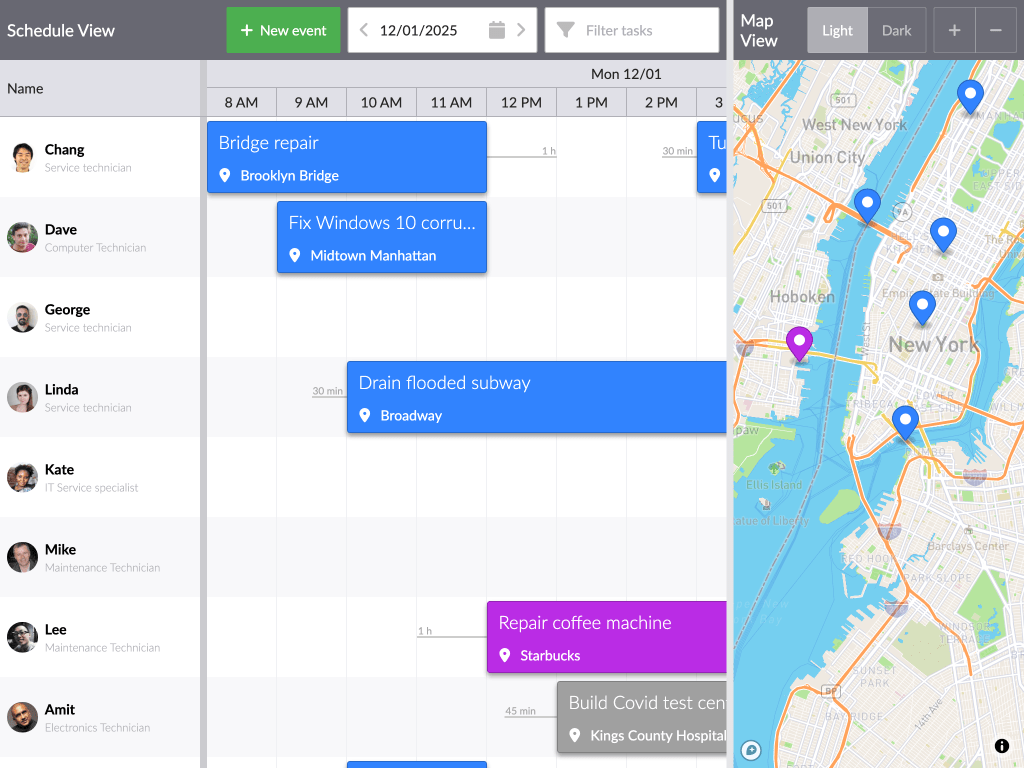 Schedule View
New event
12/01/2025
Filter tasks
Map View
Light
Dark
Name
Mon 12/01
8 AM
9 AM
10 AM
11 AM
12 PM
1 PM
2 PM
3
Chang
Service technician
Bridge repair
Brooklyn Bridge
1 h
30 min
Tu
Dave
Computer Technician
Fix Windows 10 corru...
Midtown Manhattan
George
Service technician
Linda
Service technician
30 min
Drain flooded subway
Broadway
Kate
IT Service specialist
Mike
Maintenance Technician
Lee
Maintenance Technician
1 h
Repair coffee machine
Starbucks
Amit
Electronics Technician
45 min
Build Covid test cen
Kings County Hospital
501
West New York
Union City
501
9A
Hoboken
Empire State Building
New York
LOWER
Ellis Island
Barclays Center
RED HOOK
PARK SLOPE
WINDSOR
TERRACE
SUNSET
PARK
BP
BAY RIDGE
14th Ave